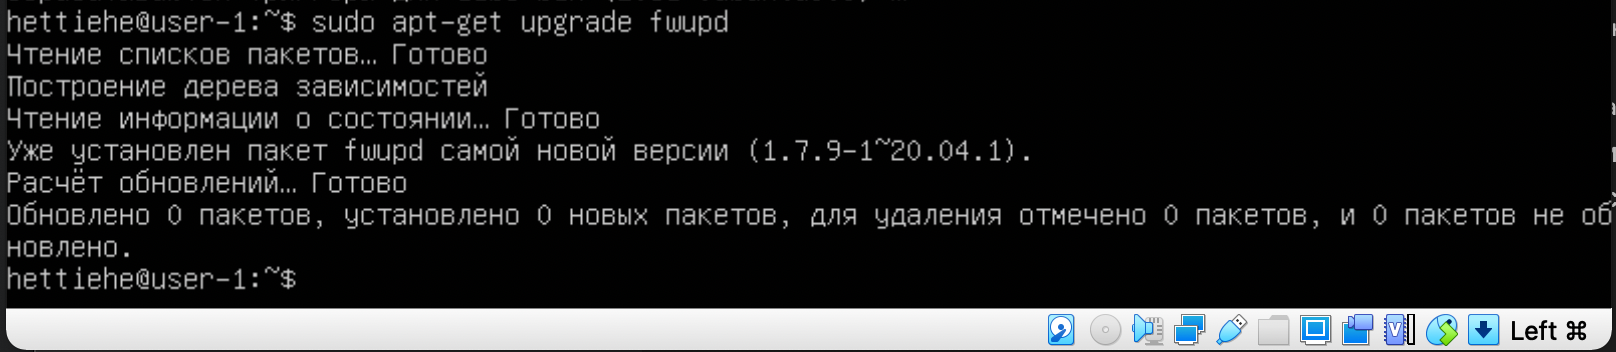 hettiehe@user-1:~$ sudo apt-get upgrade fwupd
Чтение списков пакетов… Готово
Построение дерева зависимостей
Чтение информации о состоянии… Готово
Уже установлен пакет fwupd самой новой версии (1.7.9-1~20.04.1).
Расчёт обновлений… Готово
Обновлено 0 пакетов, установлено 0 новых пакетов, для удаления отмечено 0 пакетов, и 0 пакетов не об
новлено.
hettiehe@user-1:~$
Left ⌘